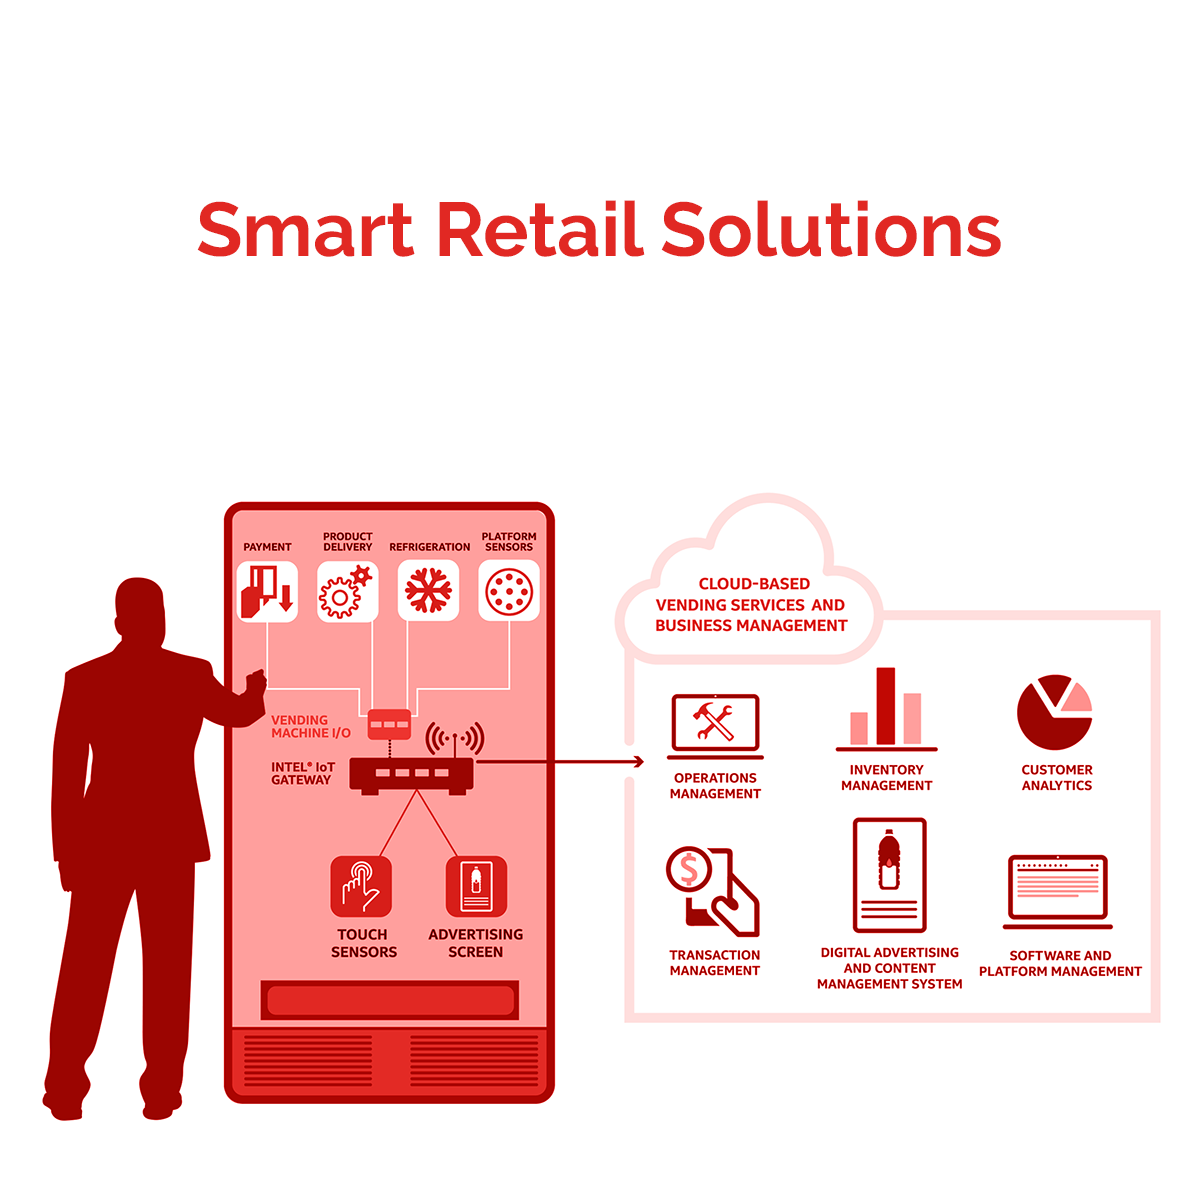 Smart Retail Solutions
PAYMENT
PRODUCT
DELIVERY
REFRIGERATION
PLATFORM
SENSORS
VENDING
MACHINE I/O
INTEL® IoT
GATEWAY
TOUCH
SENSORS
ADVERTISING
SCREEN
CLOUD-BASED
VENDING SERVICES AND
BUSINESS MANAGEMENT
OPERATIONS
MANAGEMENT
INVENTORY
MANAGEMENT
CUSTOMER
ANALYTICS
$
TRANSACTION
MANAGEMENT
DIGITAL ADVERTISING
AND CONTENT
MANAGEMENT SYSTEM
SOFTWARE AND
PLATFORM MANAGEMENT